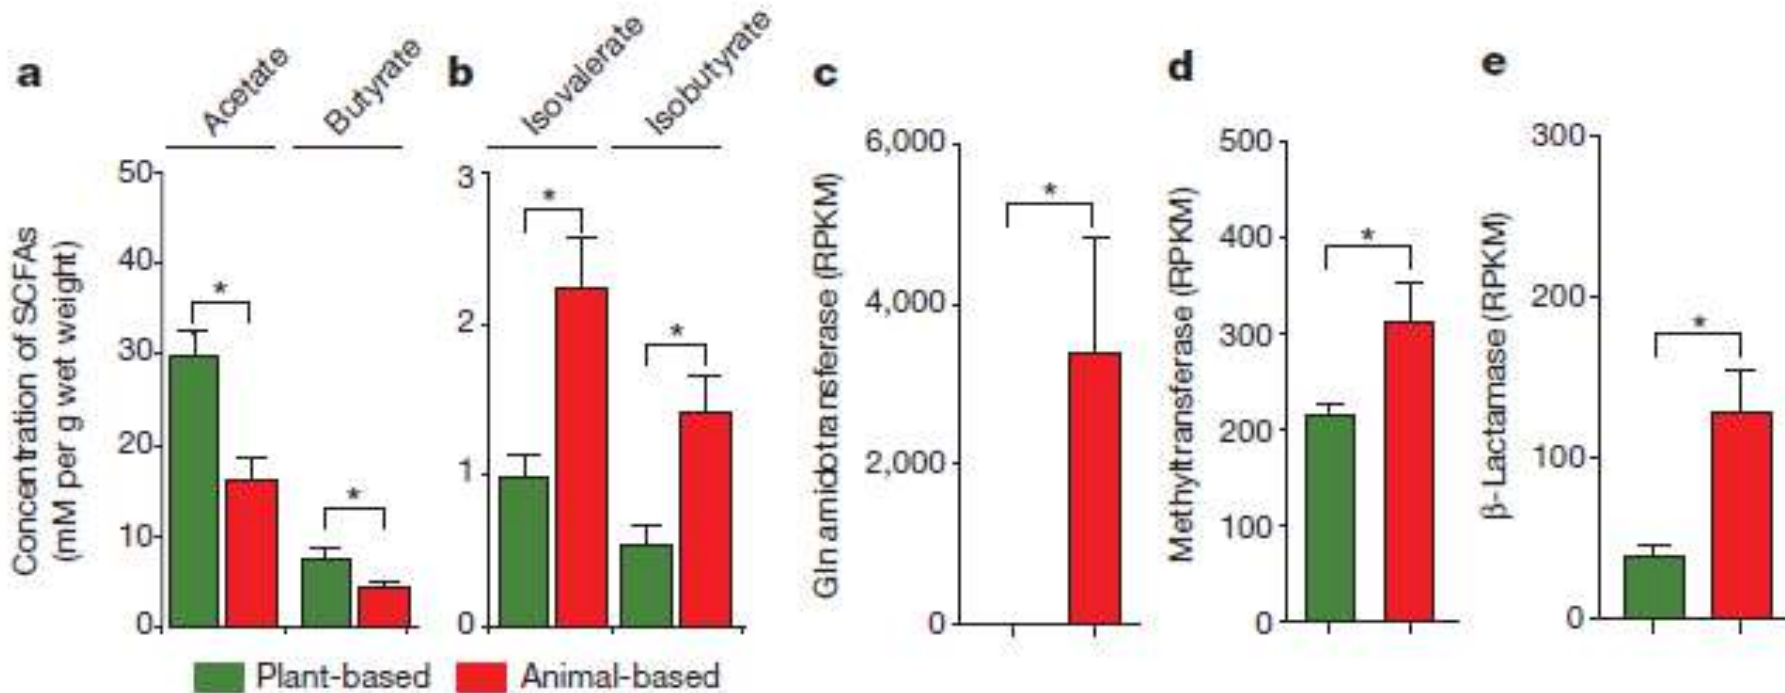 a
Acetate
Butyrate
b
Isovalerate
Isobutyrate
c
d
e
Concentration of SCFAs
(mM per g wet weight)
50
40
30
20
10
0
*
*
3
2
1
0
*
*
Gln amidotransferase (RPKM)
6,000
4,000
2,000
0
*
Methyltransferase (RPKM)
500
400
300
200
100
0
*
β-Lactamase (RPKM)
300
200
100
0
*
Plant-based
Animal-based